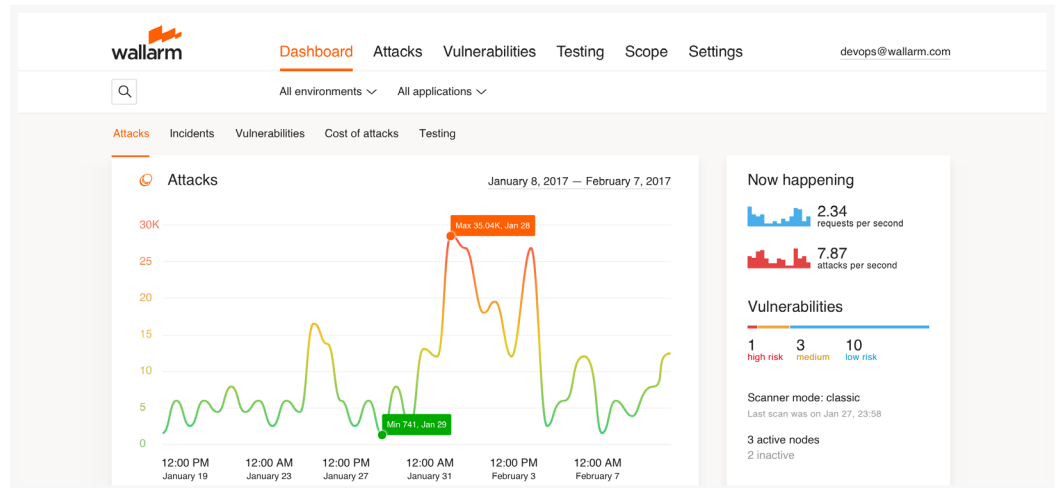 wallarm
Dashboard Attacks Vulnerabilities Testing Scope Settings
devops@wallarm.com
All environments All applications
Attacks Incidents Vulnerabilities Cost of attacks Testing
Attacks
January 8, 2017 — February 7, 2017
30K
25
20
15
10
5
0
Max 35.04K, Jan 28
Min 741, Jan 29
12:00 PM 12:00 AM 12:00 PM 12:00 AM 12:00 PM 12:00 AM
January 19 January 23 January 27 January 31 February 3 February 7
Now happening
2.34
requests per second
7.87
attacks per second
Vulnerabilities
1 3 10
high risk medium low risk
Scanner mode: classic
Last scan was on Jan 27, 23:58
3 active nodes
2 inactive